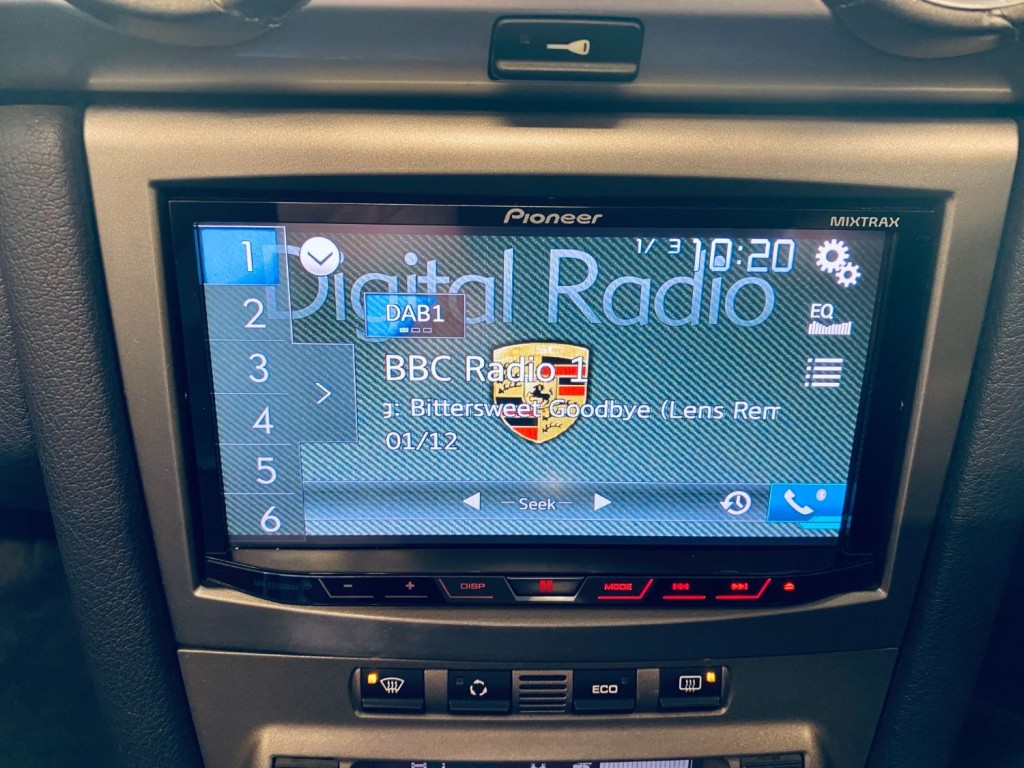 Pioneer
MIXTRAX
Digital Radio
1/ 3 10:20
1
2
3
4
5
6
DAB1
EQ
BBC Radio 1
g: Bittersweet Goodbye (Lens Rem
01/12
Seek
− + DISP MODE
ECO